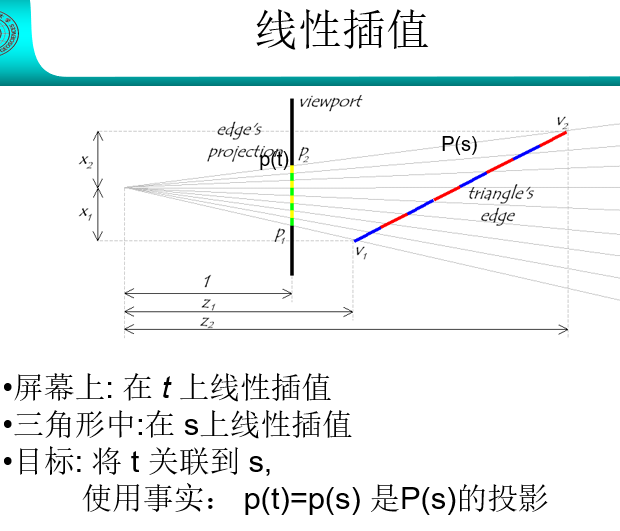 线性插值
viewport
edge's
projection
p(t)
p2
P(s)
v2
x2
triangle's
edge
x1
p1
v1
1
z1
z2
•屏幕上: 在 t 上线性插值
•三角形中:在 s上线性插值
•目标: 将 t 关联到 s,
使用事实： p(t)=p(s) 是P(s)的投影